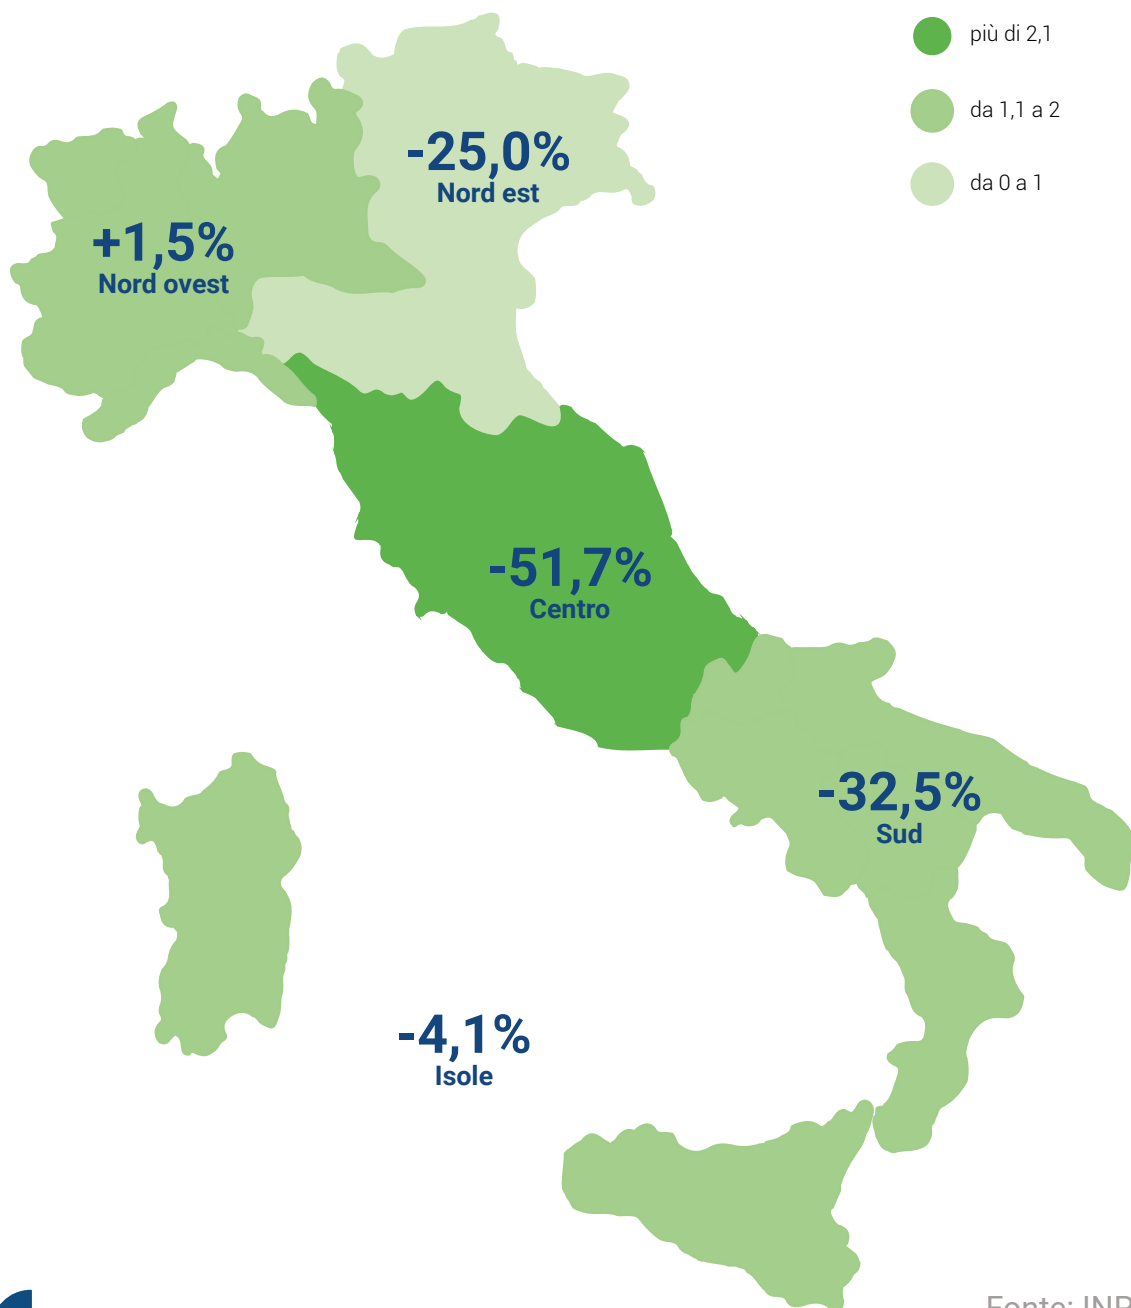 più di 2,1
da 1,1 a 2
da 0 a 1
-25,0%
Nord est
+1,5%
Nord ovest
-51,7%
Centro
-32,5%
Sud
-4,1%
Isole
Fonte: